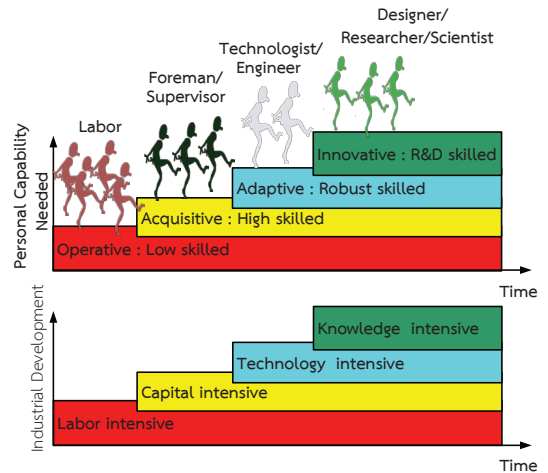 Designer/
Researcher/Scientist
Technologist/
Engineer
Foreman/
Supervisor
Labor
Personal Capability
Needed
Innovative : R&D skilled
Adaptive : Robust skilled
Acquisitive : High skilled
Operative : Low skilled
Time
Industrial Development
Knowledge intensive
Technology intensive
Capital intensive
Labor intensive
Time